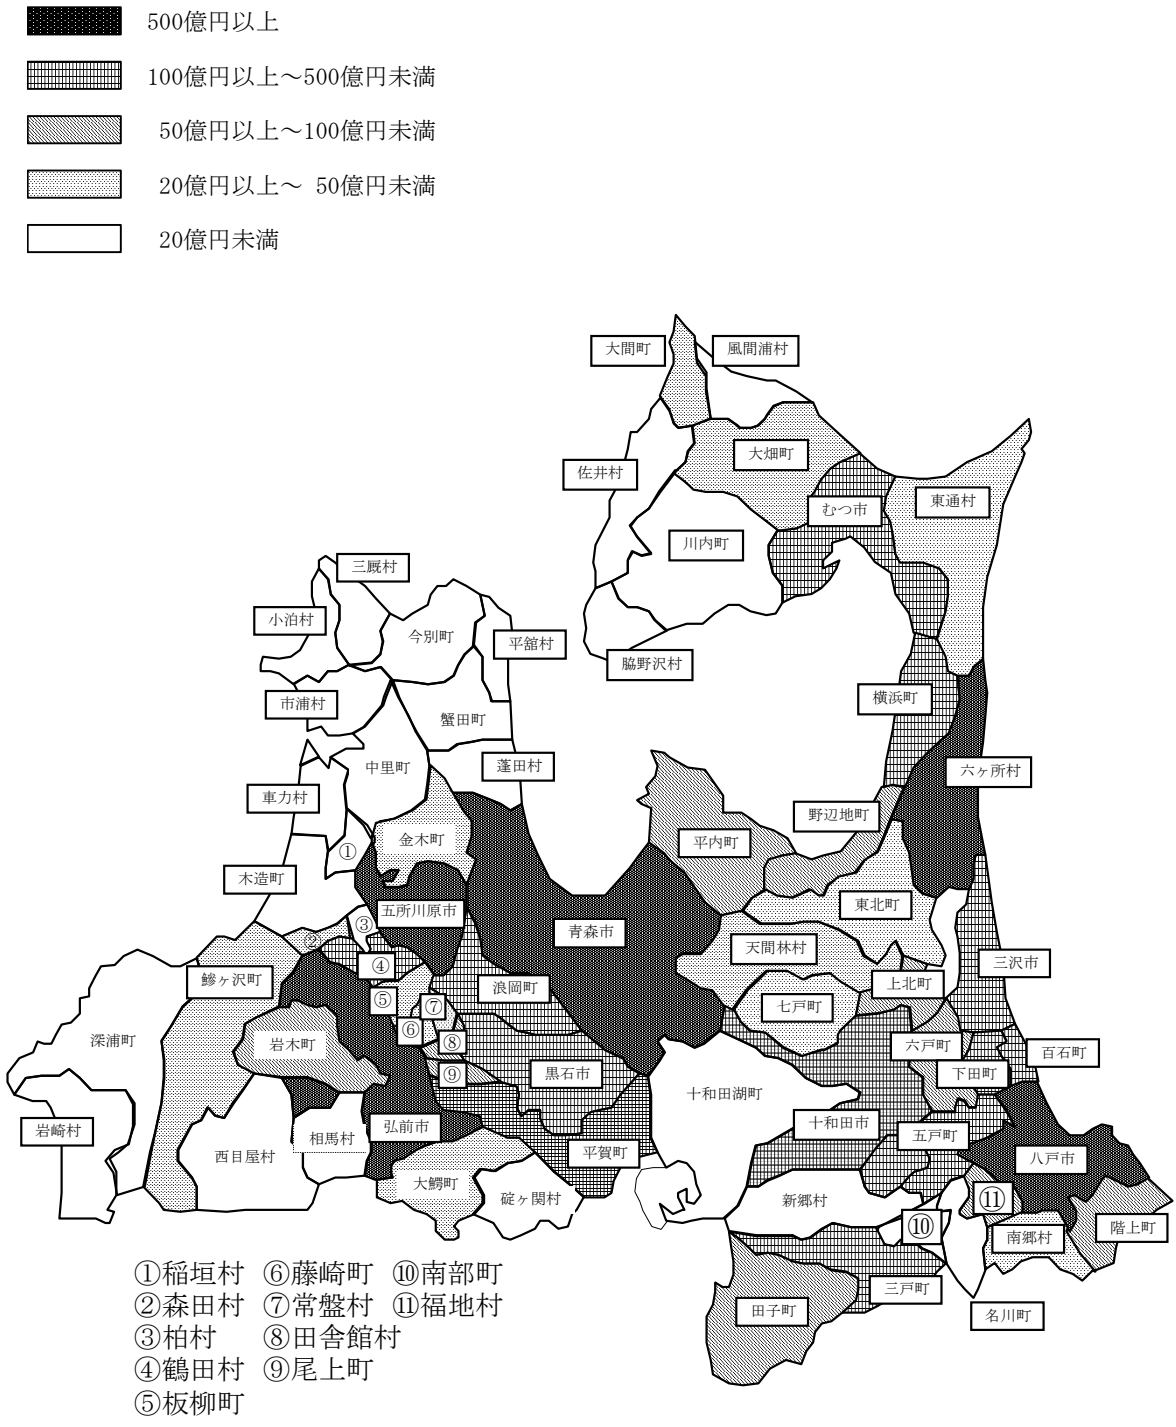 500億円以上
100億円以上～500億円未満
50億円以上～100億円未満
20億円以上～ 50億円未満
20億円未満
大間町
風間浦村
大畑町
佐井村
東通村
むつ市
川内町
三厩村
小泊村
今別町
平舘村
脇野沢村
市浦村
横浜町
蟹田町
中里町
蓬田村
六ヶ所村
車力村
野辺地町
金木町
平内町
①
木造町
東北町
五所川原市
③
青森市
②
天間林村
④
三沢市
鰺ヶ沢町
浪岡町
上北町
⑤
⑦
七戸町
⑥
深浦町
岩木町
⑧
六戸町
百石町
⑨
黒石市
下田町
十和田湖町
岩崎村
相馬村
弘前市
十和田市
五戸町
西目屋村
平賀町
八戸市
大鰐町
碇ヶ関村
新郷村
⑪
⑩
階上町
南郷村
三戸町
田子町
名川町
①稲垣村 ⑥藤崎町 ⑩南部町
②森田村 ⑦常盤村 ⑪福地村
③柏村 ⑧田舎館村
④鶴田村 ⑨尾上町
⑤板柳町